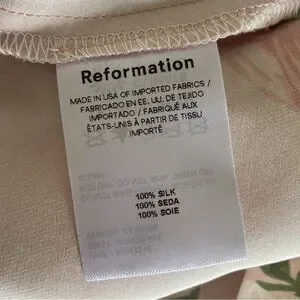 Reformation
MADE IN USA OF IMPORTED FABRICS /
FABRICADO EN EE. UU. DE TEJIDO
IMPORTADO / FABRIQUÉ AUX
ÉTATS-UNIS À PARTIR DE TISSU
IMPORTÉ
100% SILK
100% SEDA
100% SOIE